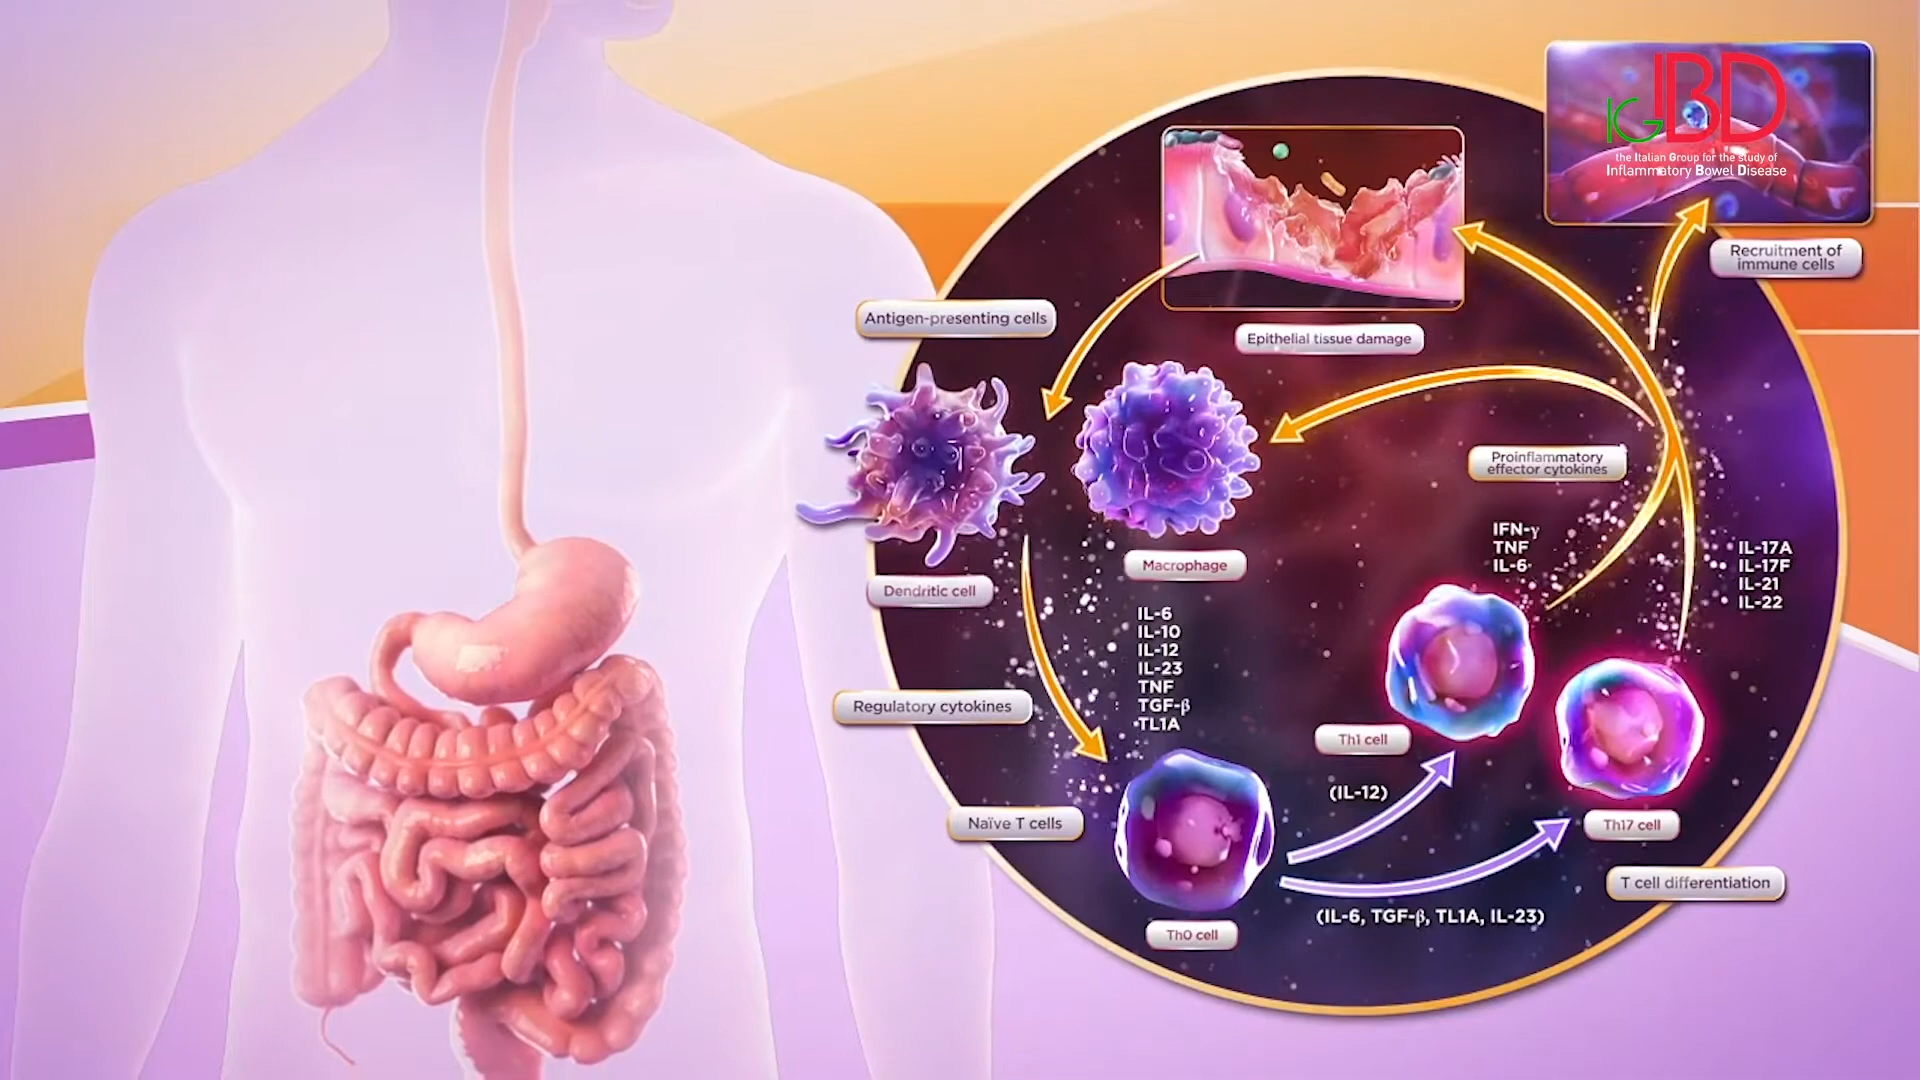 IGIBD
the Italian Group for the study of
Inflammatory Bowel Disease
Recruitment of
immune cells
Antigen-presenting cells
Epithelial tissue damage
Proinflammatory
effector cytokines
IFN-γ
TNF
IL-6
IL-17A
IL-17F
IL-21
IL-22
Macrophage
Dendritic cell
IL-6
IL-10
IL-12
IL-23
TNF
TGF-β
TL1A
Regulatory cytokines
Th1 cell
(IL-12)
Naïve T cells
Th17 cell
T cell differentiation
(IL-6, TGF-β, TL1A, IL-23)
Th0 cell